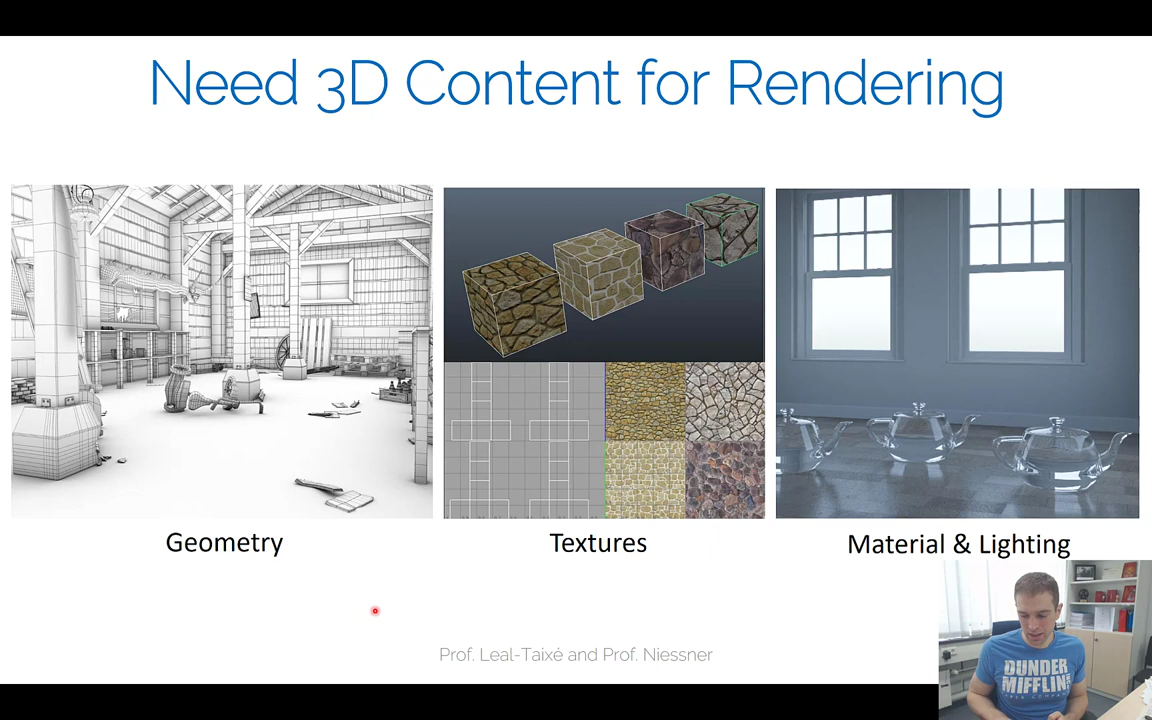 Need 3D Content for Rendering
Geometry
Textures
Material & Lighting
Prof. Leal-Taixé and Prof. Niessner
DUNDER
MIFFLIN